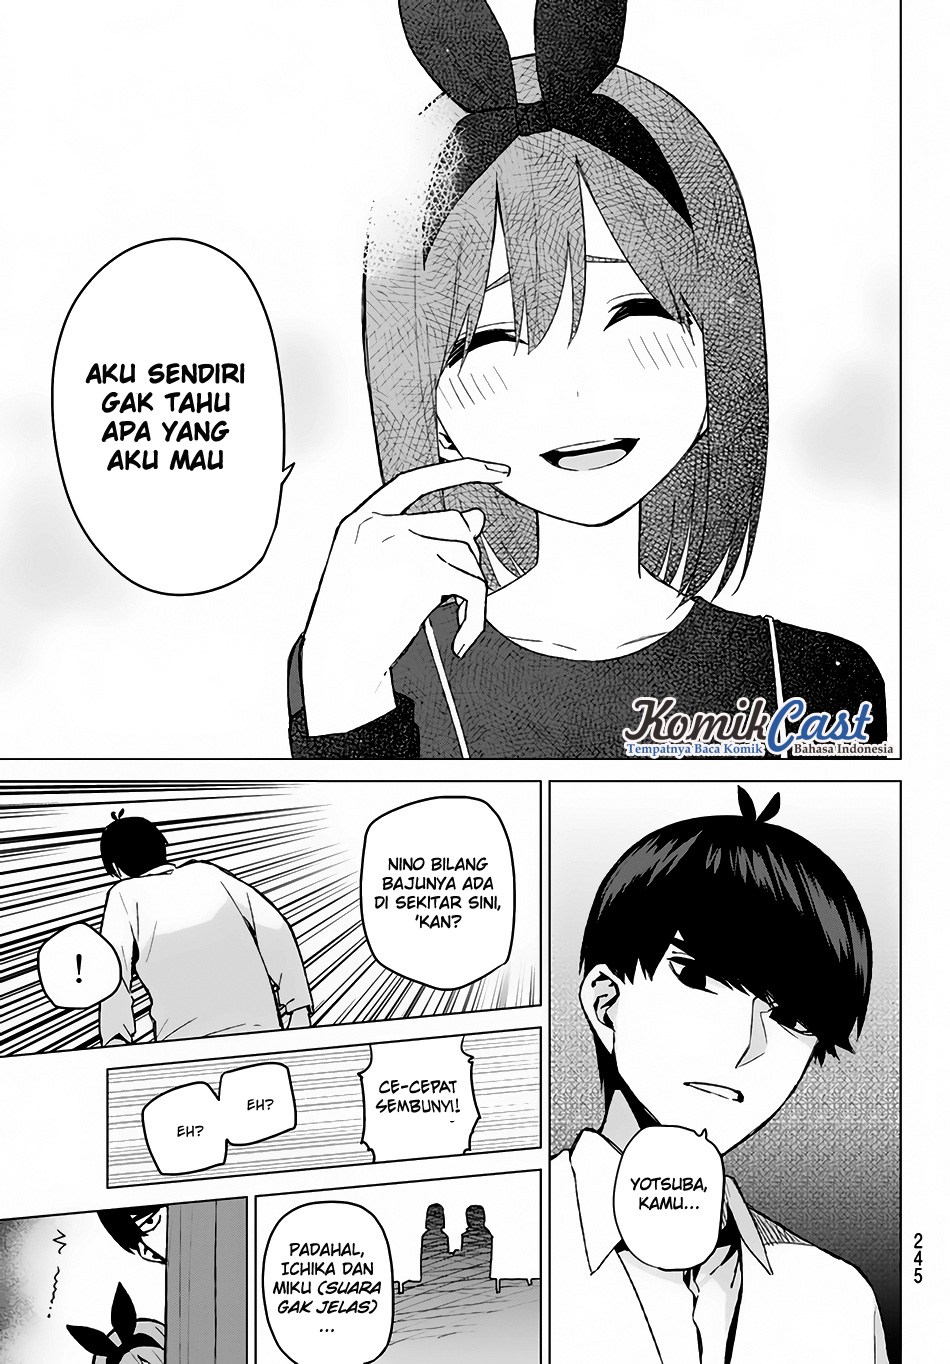 AKU SENDIRI
GAK TAHU
APA YANG
AKU MAU
KomikCast
Tempatnya Baca Komik Bahasa Indonesia
YOTSUBA,
KAMU...
NINO BILANG
BAJUNYA ADA
DI SEKITAR SINI,
'KAN?
!
CE-CEPAT
SEMBUNYI!
EH?
EH?
PADAHAL,
ICHIKA DAN
MIKU (SUARA
GAK JELAS)
...
245